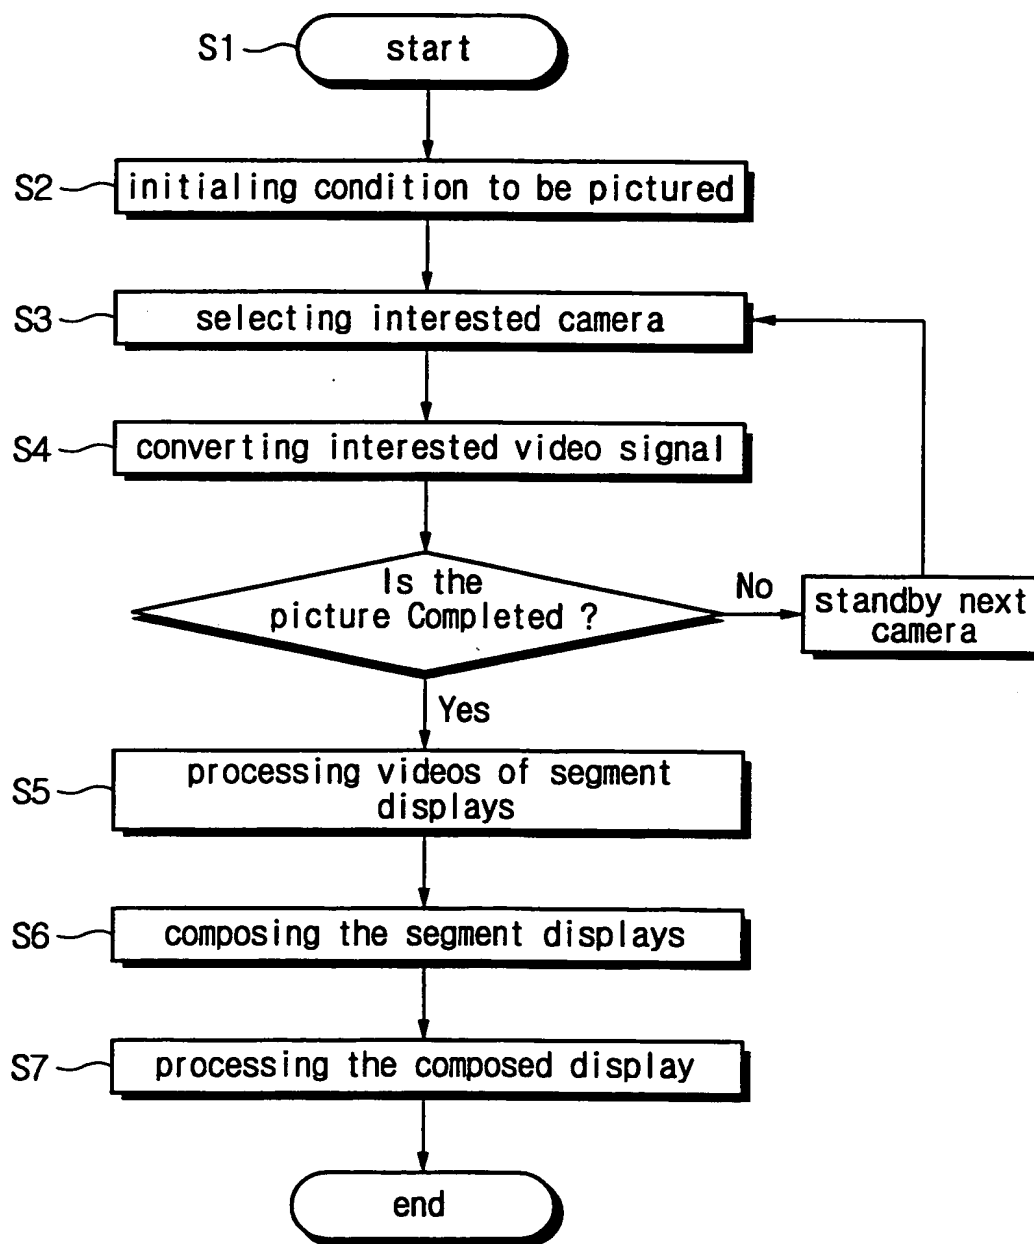 S1
start
S2
initialing condition to be pictured
S3
selecting interested camera
S4
converting interested video signal
Is the
picture Completed ?
No
standby next
camera
Yes
S5
processing videos of segment
displays
S6
composing the segment displays
S7
processing the composed display
end